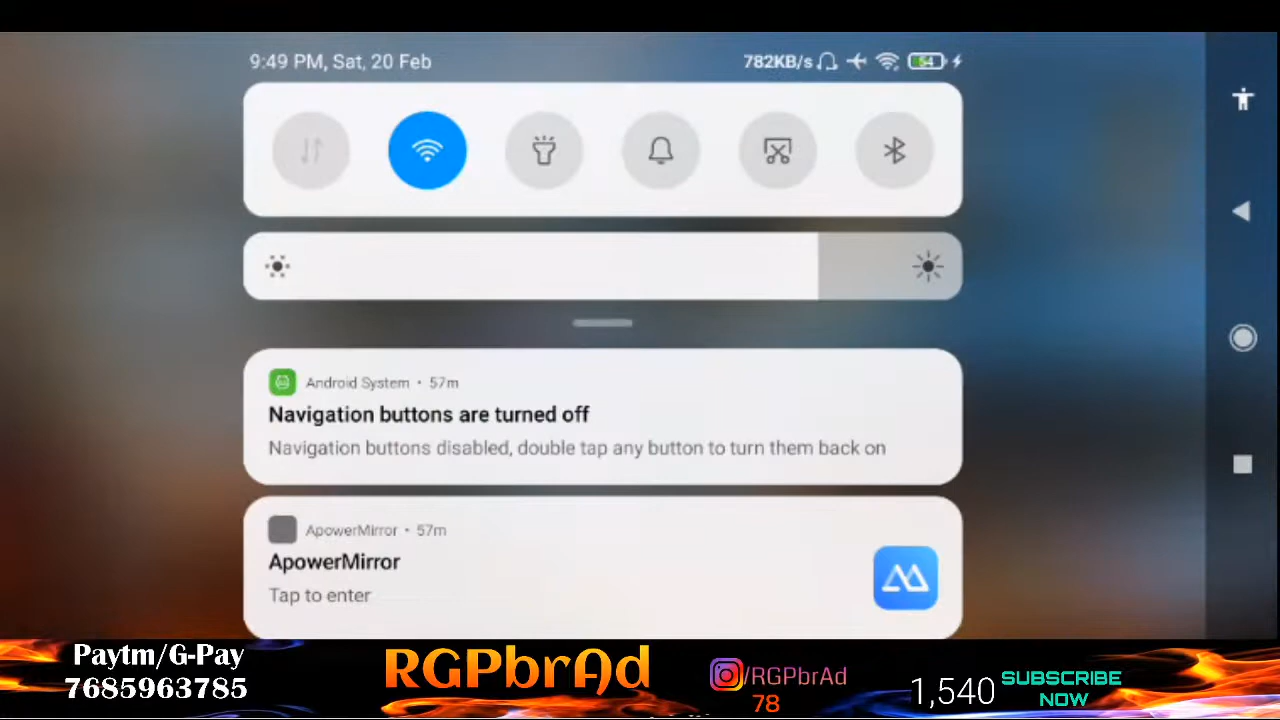 9:49 PM, Sat, 20 Feb
782KB/s 54
Android System • 57m
Navigation buttons are turned off
Navigation buttons disabled, double tap any button to turn them back on
ApowerMirror • 57m
ApowerMirror
Tap to enter
Paytm/G-Pay
7685963785
RGPbrAd
/RGPbrAd
78
1,540
SUBSCRIBE
NOW